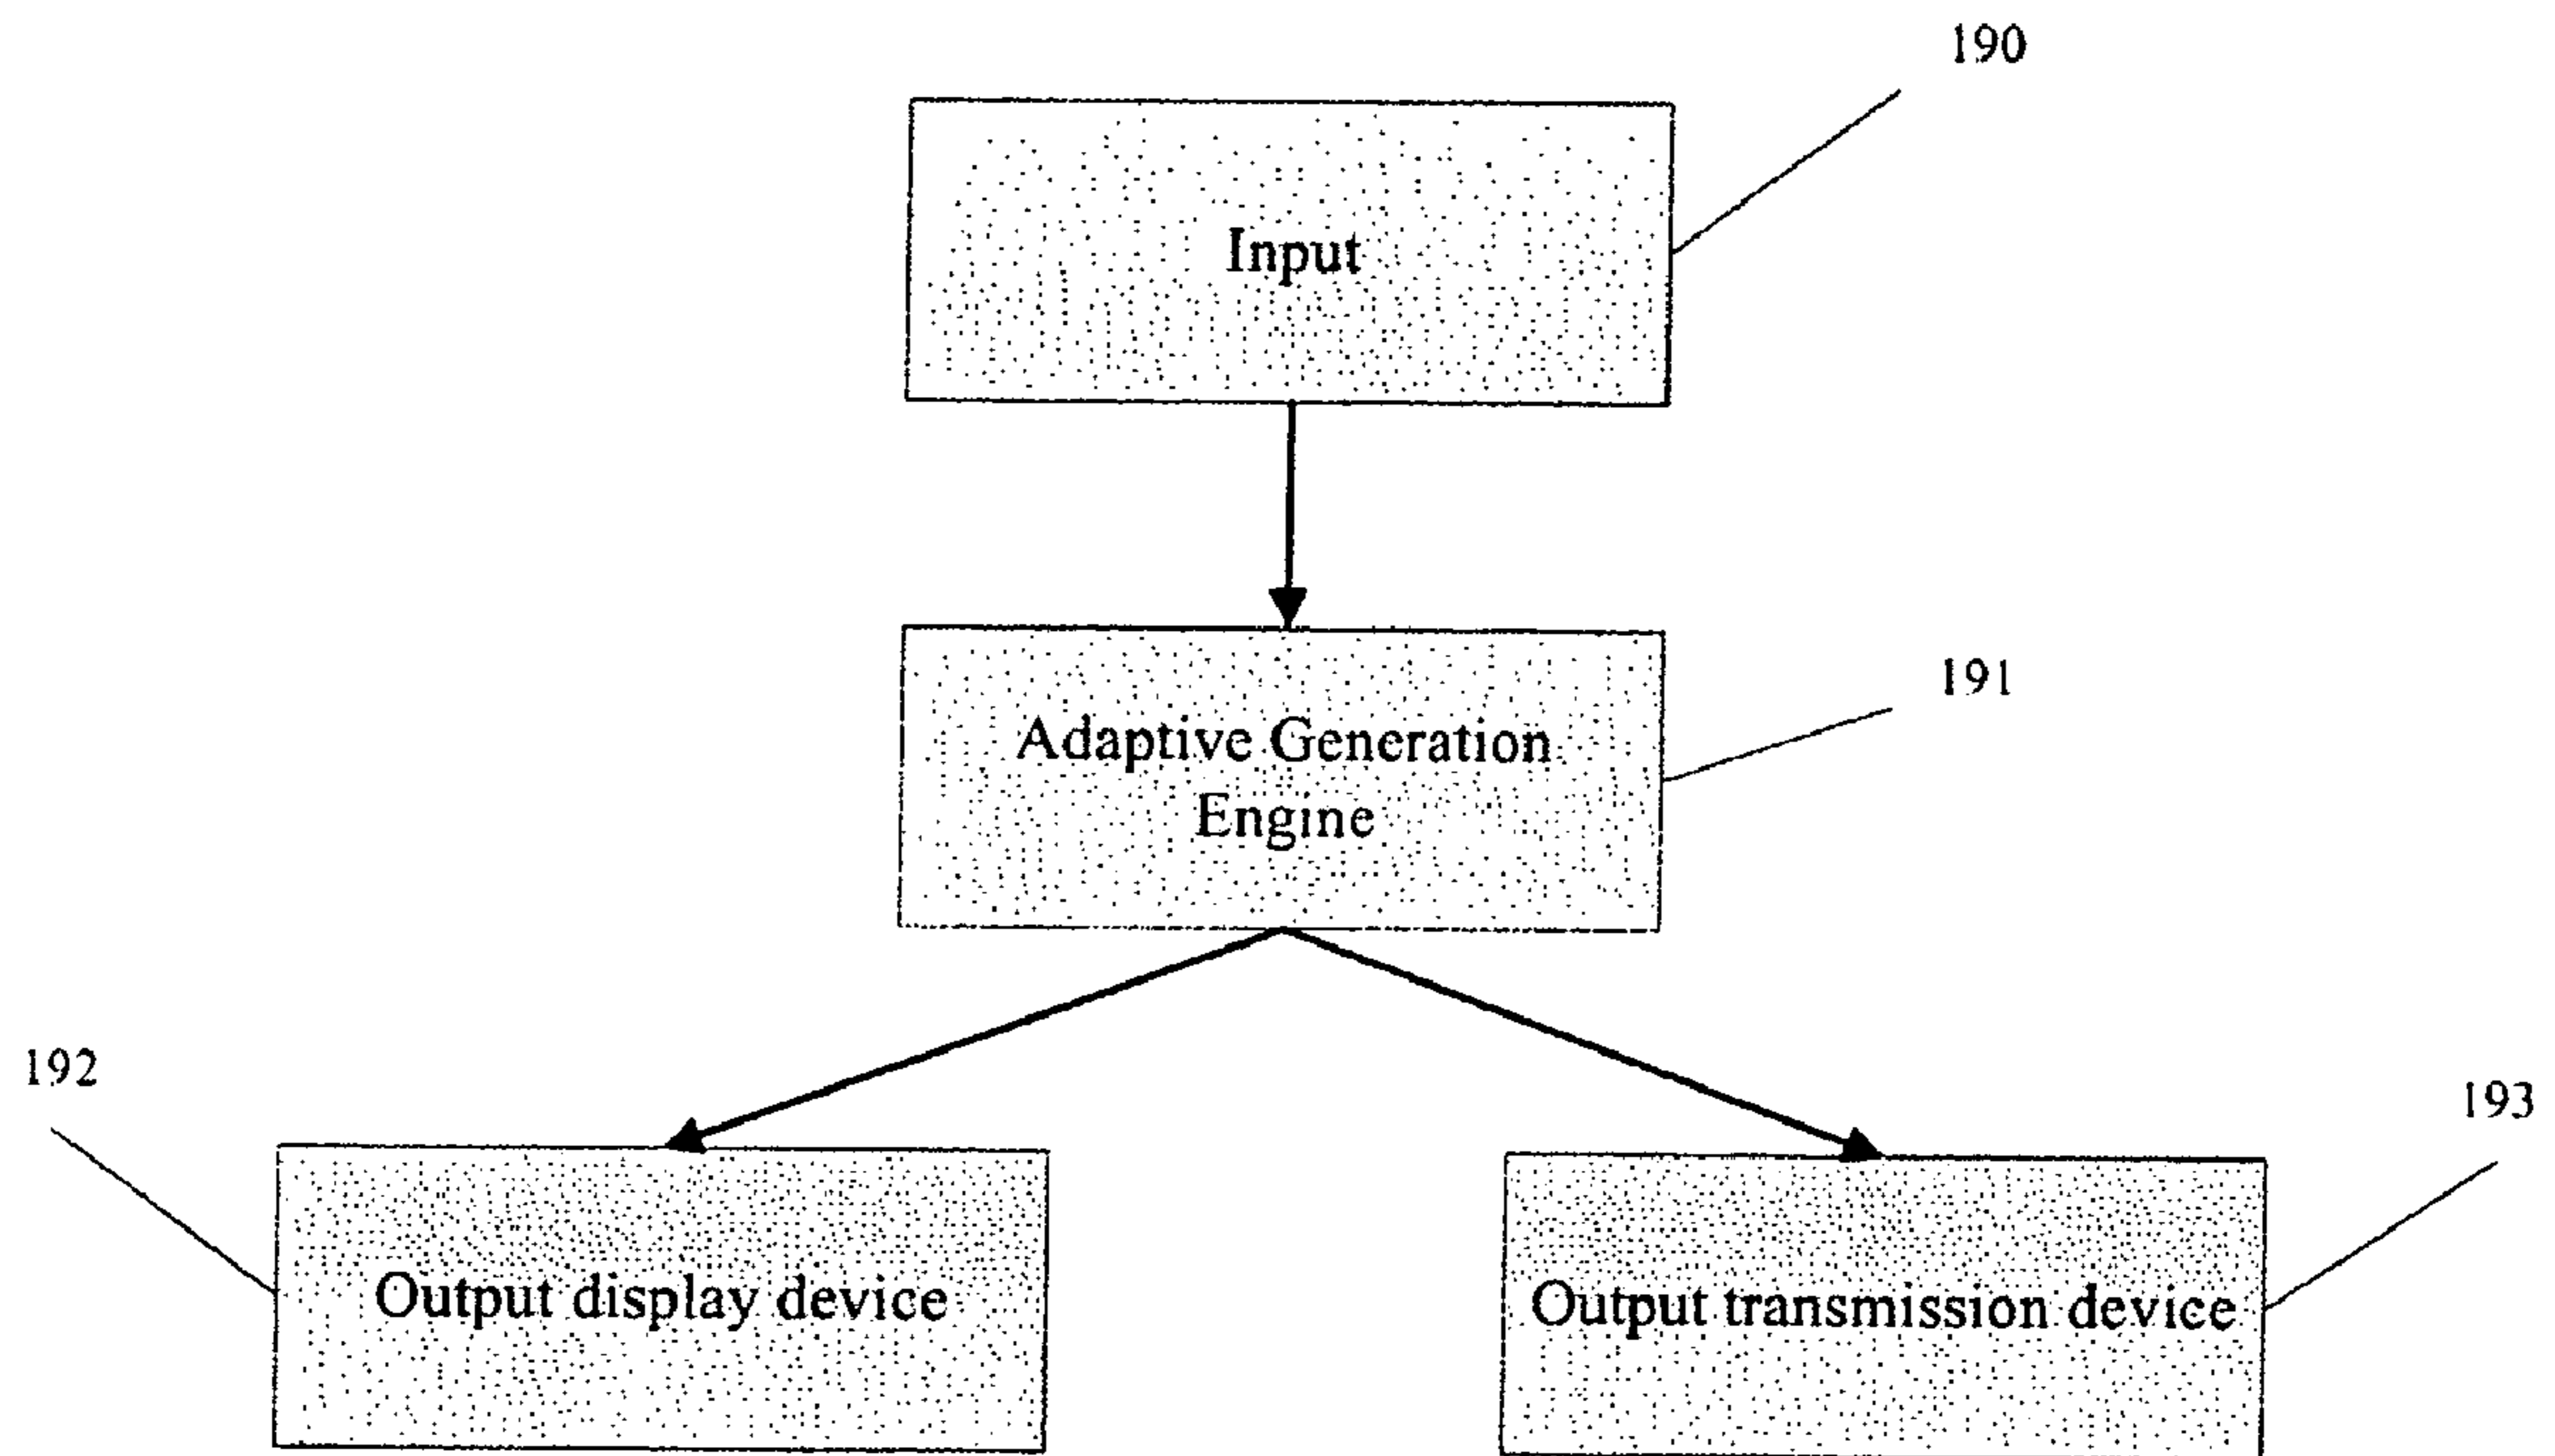 190
Input
191
Adaptive Generation
Engine
192
193
Output display device
Output transmission device